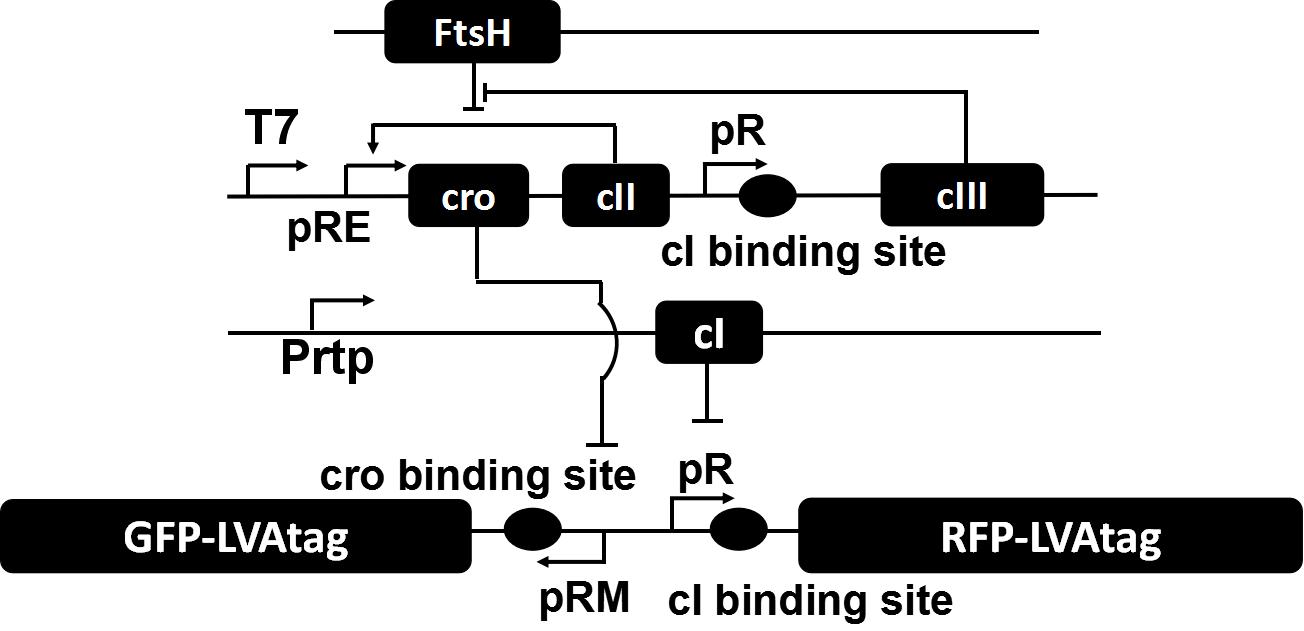 FtsH
T7
pR
pRE
cro
cII
cIII
cI binding site
Prtp
cI
cro binding site
pR
GFP-LVAtag
RFP-LVAtag
pRM
cI binding site